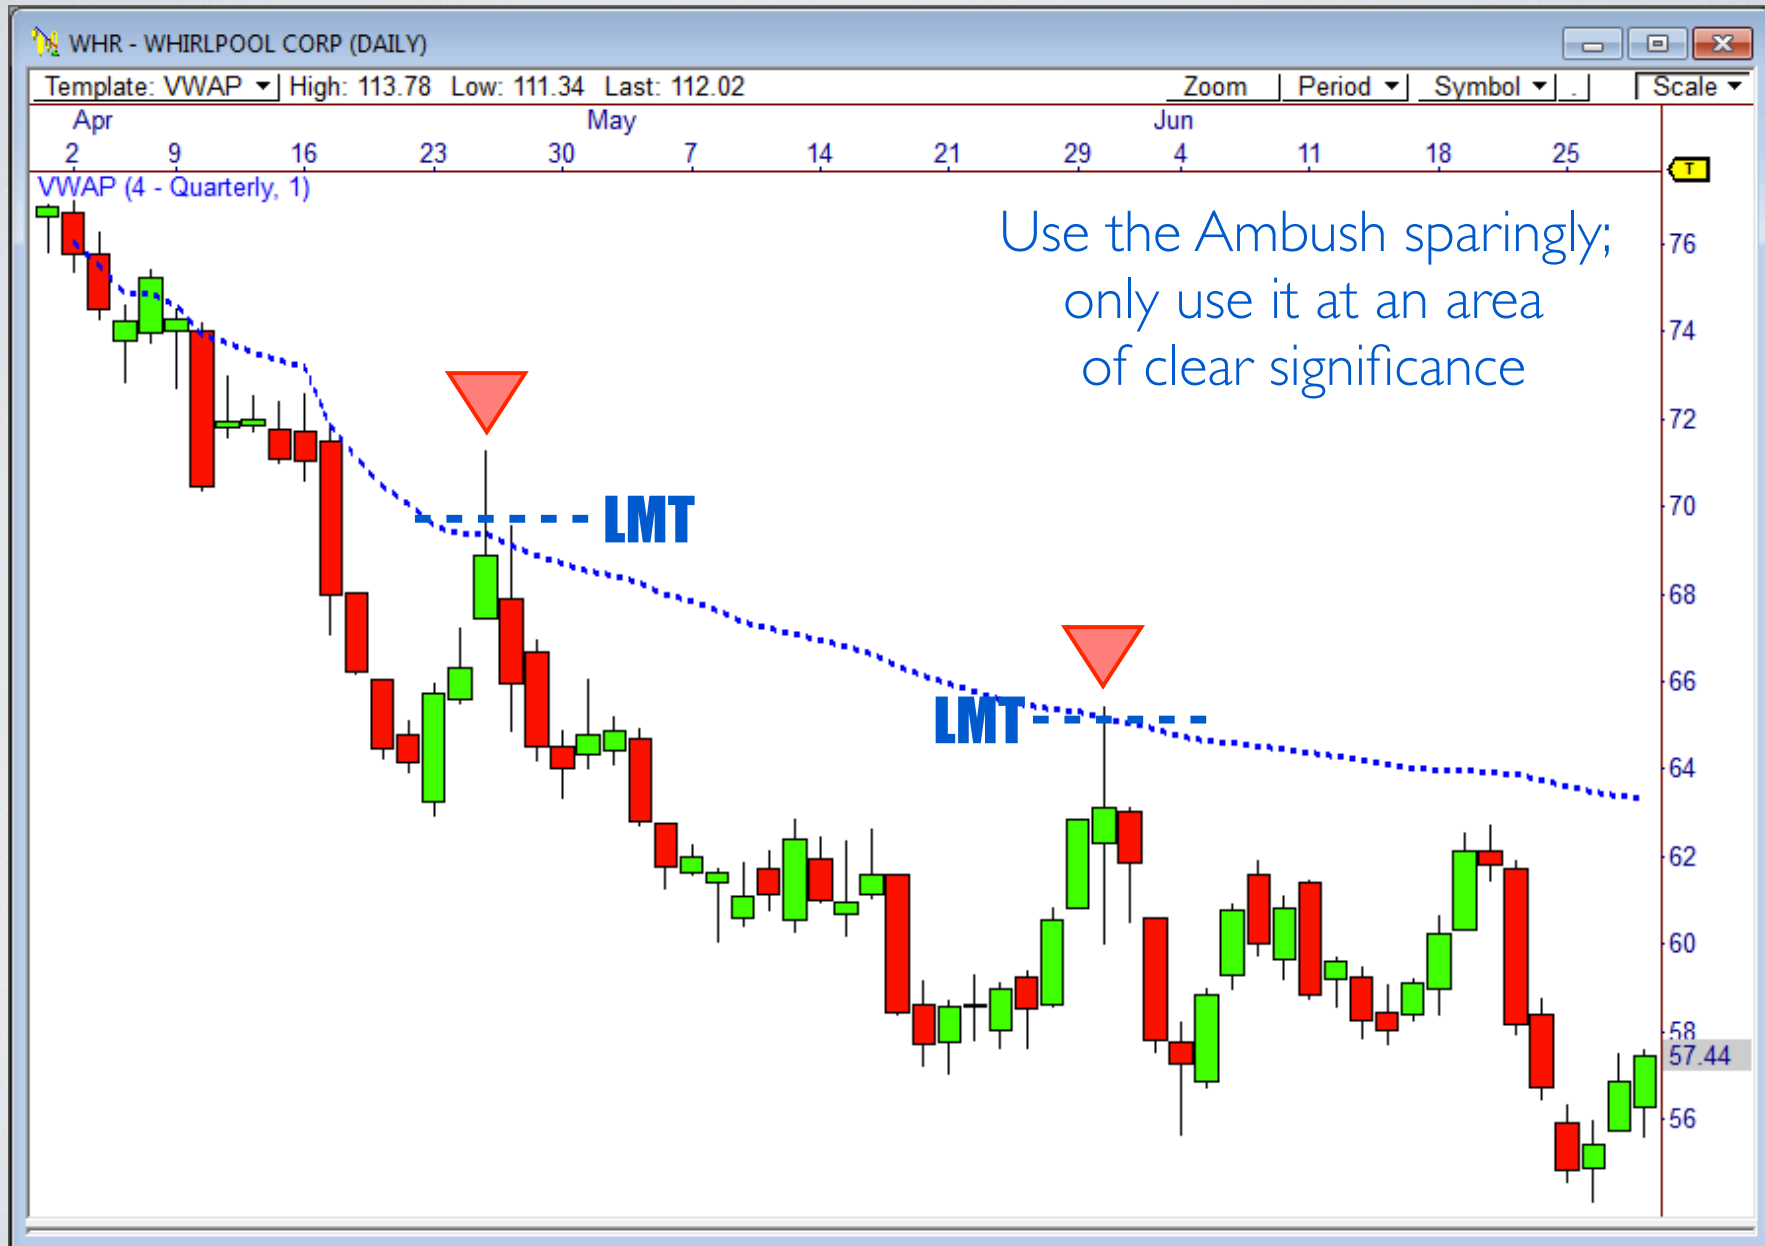 WHR - WHIRLPOOL CORP (DAILY)
Template: VWAP High: 113.78 Low: 111.34 Last: 112.02 Zoom Period Symbol . Scale
Apr May Jun
2 9 16 23 30 7 14 21 29 4 11 18 25
T
VWAP (4 - Quarterly, 1)
Use the Ambush sparingly;
only use it at an area
of clear significance
76
74
72
70
LMT
68
66
LMT
64
62
60
58
57.44
56